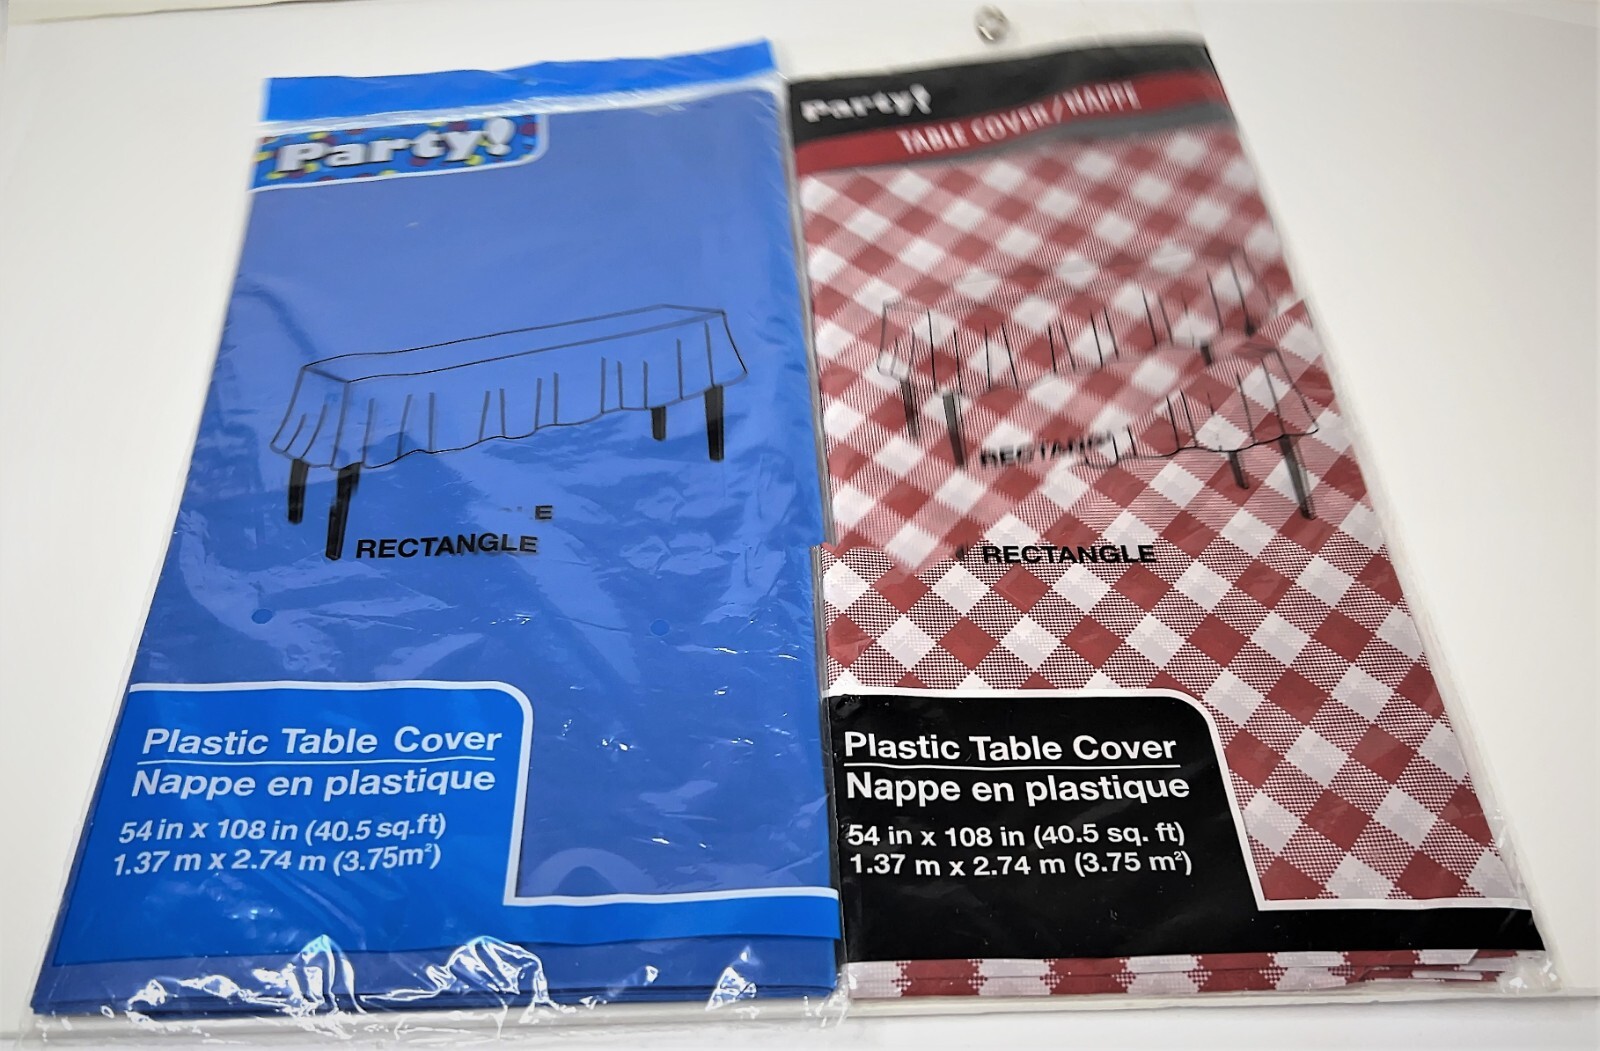 Party!
RECTANGLE
Plastic Table Cover
Nappe en plastique
54 in x 108 in (40.5 sq.ft)
1.37 m x 2.74 m (3.75m²)
Party!
TABLE COVER/NAPPE
RECTANGLE
RECTANGLE
Plastic Table Cover
Nappe en plastique
54 in x 108 in (40.5 sq. ft)
1.37 m x 2.74 m (3.75 m²)